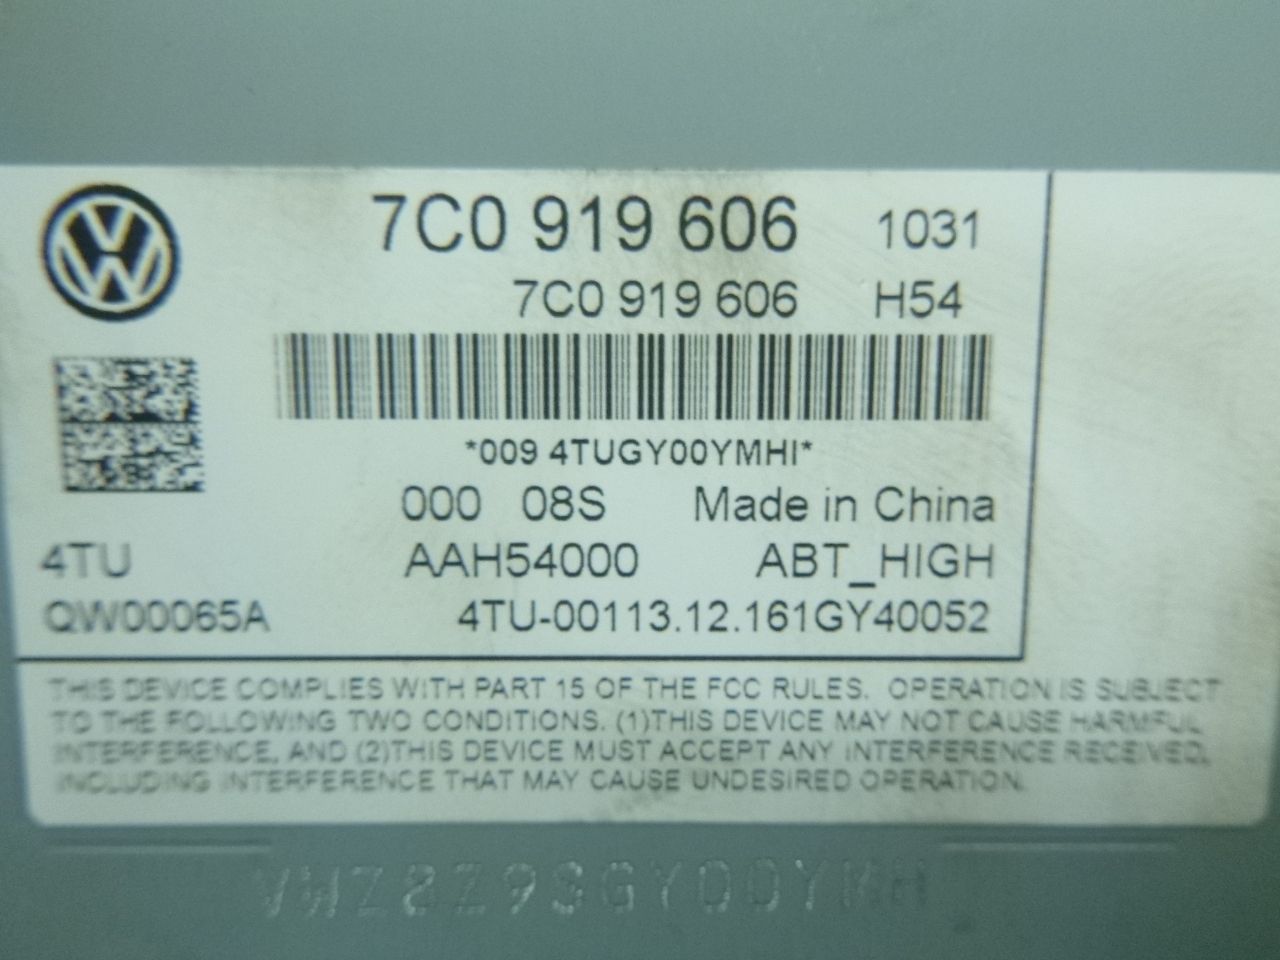 7C0 919 606 1031
7C0 919 606 H54
*009 4TUGY00YMHI*
000 08S Made in China
4TU AAH54000 ABT_HIGH
QW00065A 4TU-00113.12.161GY40052
THIS DEVICE COMPLIES WITH PART 15 OF THE FCC RULES. OPERATION IS SUBJECT
TO THE FOLLOWING TWO CONDITIONS. (1)THIS DEVICE MAY NOT CAUSE HARMFUL
INTERFERENCE, AND (2)THIS DEVICE MUST ACCEPT ANY INTERFERENCE RECEIVED,
INCLUDING INTERFERENCE THAT MAY CAUSE UNDESIRED OPERATION.